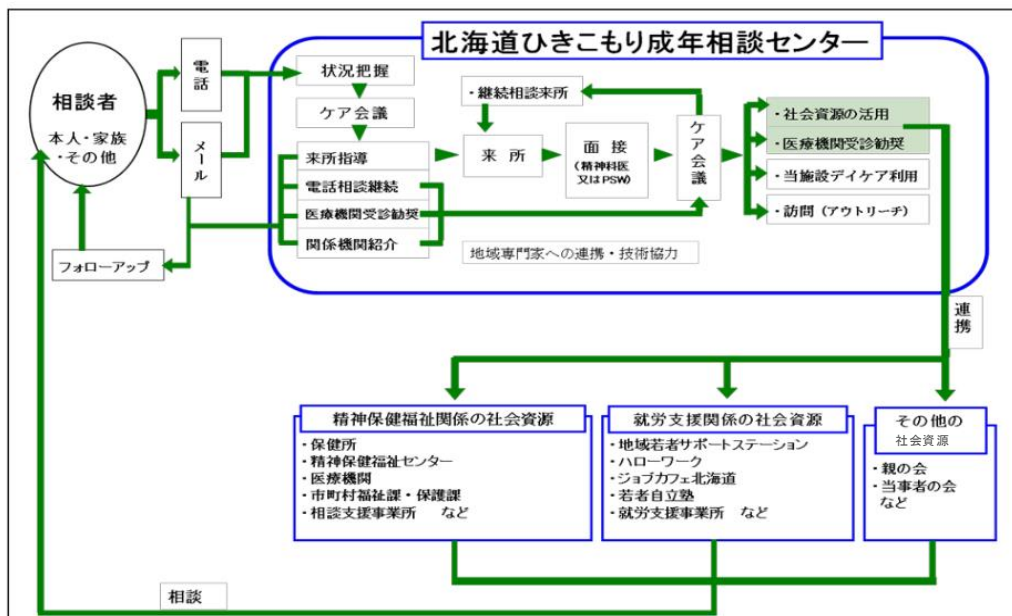 北海道ひきこもり成年相談センター
相談者
本人・家族
・その他
電話
メール
フォローアップ
状況把握
ケア会議
来所指導
電話相談継続
医療機関受診勧奨
関係機関紹介
・継続相談来所
来所
面接
(精神科医
又はPSW)
ケア会議
・社会資源の活用
・医療機関受診勧奨
・当施設デイケア利用
・訪問（アウトリーチ）
地域専門家への連携・技術協力
連携
精神保健福祉関係の社会資源
・保健所
・精神保健福祉センター
・医療機関
・市町村福祉課・保護課
・相談支援事業所　など
就労支援関係の社会資源
・地域若者サポートステーション
・ハローワーク
・ジョブカフェ北海道
・若者自立塾
・就労支援事業所　など
その他の
社会資源
・親の会
・当事者の会
など
相談